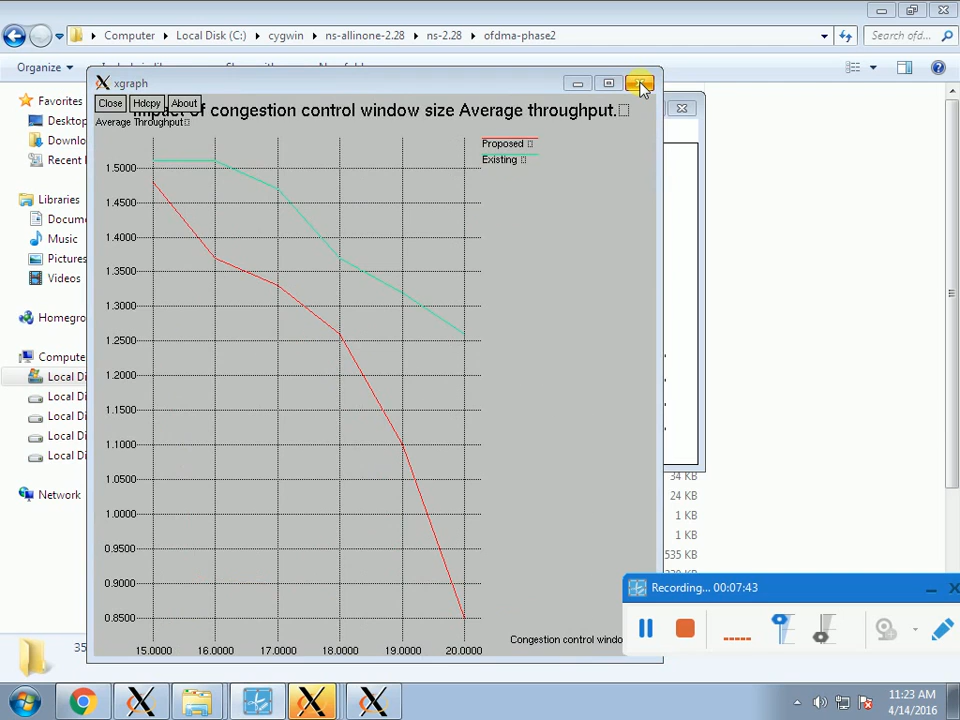 Computer ▸ Local Disk (C:) ▸ cygwin ▸ ns-allinone-2.28 ▸ ns-2.28 ▸ ofdma-phase2
Search ofd...
Organize
xgraph
Close Hdcpy About
of congestion control window size Average throughput.
Average Throughput
Proposed
Existing
1.5000
1.4500
1.4000
1.3500
1.3000
1.2500
1.2000
1.1500
1.1000
1.0500
1.0000
0.9500
0.9000
0.8500
15.0000 16.0000 17.0000 18.0000 19.0000 20.0000
Congestion control windo
Favorites
Deskto
Downlo
Recent
Libraries
Docum
Music
Pictures
Videos
Homegro
Compute
Local Di
Local Di
Local Di
Local Di
Local Di
Network
34 KB
24 KB
1 KB
1 KB
535 KB
35
Recording... 00:07:43
11:23 AM
4/14/2016